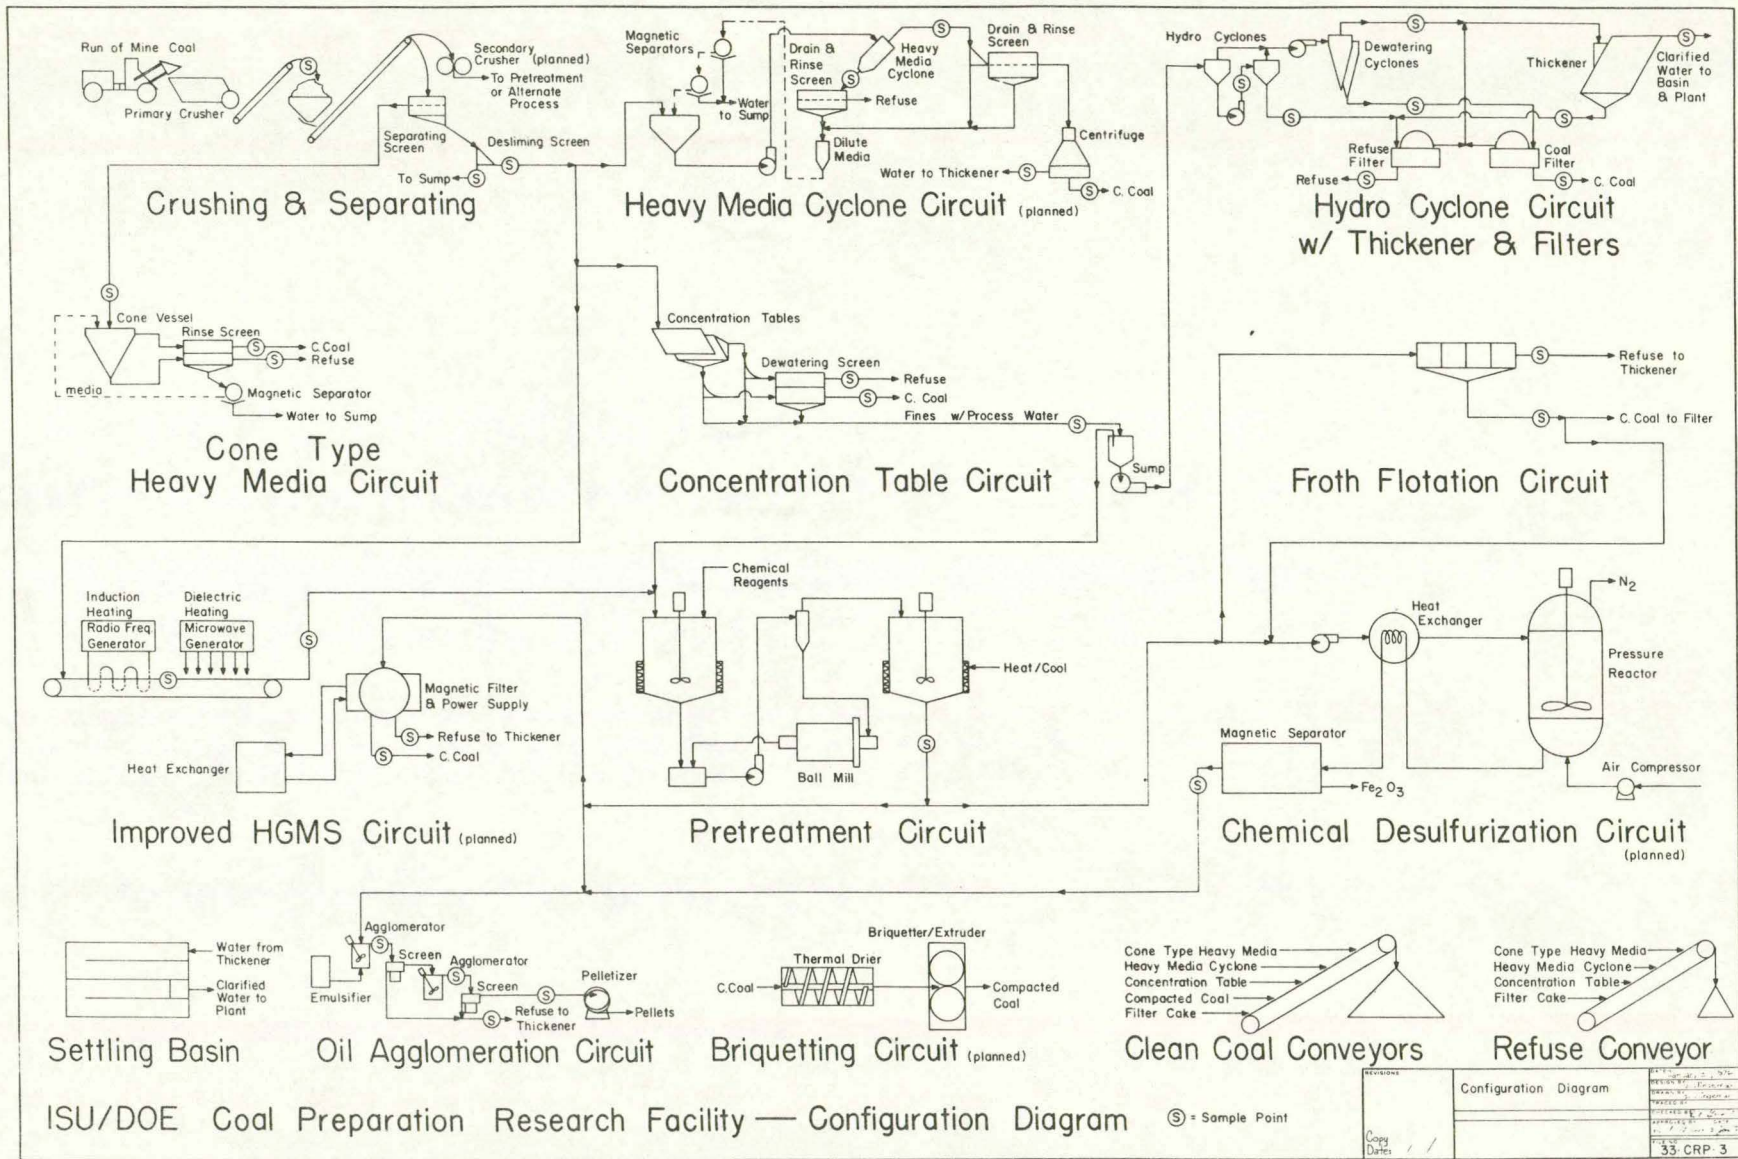 Run of Mine Coal
Primary Crusher
S
S
Secondary
Crusher (planned)
To Pretreatment
or Alternate
Process
Separating
Screen
Desliming Screen
S
To Sump
S
Crushing & Separating
Magnetic
Separators
Water
to Sump
Drain &
Rinse
Screen
S
Heavy
Media
Cyclone
S
Drain & Rinse
Screen
Refuse
Dilute
Media
Centrifuge
Water to Thickener
S
S
C. Coal
Heavy Media Cyclone Circuit (planned)
Hydro Cyclones
S
S
S
S
Dewatering
Cyclones
S
S
S
Thickener
S
Clarified
Water to
Basin
& Plant
Refuse
Filter
Coal
Filter
Refuse
S
S
C. Coal
Hydro Cyclone Circuit
w/ Thickener & Filters
S
Cone Vessel
Rinse Screen
S
C.Coal
S
Refuse
media
Magnetic Separator
Water to Sump
Cone Type
Heavy Media Circuit
Concentration Tables
Dewatering Screen
S
Refuse
S
C. Coal
Fines w/Process Water
S
Sump
Concentration Table Circuit
S
Refuse to
Thickener
S
C. Coal to Filter
Froth Flotation Circuit
Induction
Heating
Radio Freq.
Generator
Dielectric
Heating
Microwave
Generator
S
S
Magnetic Filter
& Power Supply
S
Refuse to Thickener
S
C.Coal
Heat Exchanger
Improved HGMS Circuit (planned)
Chemical
Reagents
Heat/Cool
Ball Mill
S
Pretreatment Circuit
Heat
Exchanger
N2
Pressure
Reactor
Magnetic Separator
S
Fe2O3
Air Compressor
Chemical Desulfurization Circuit
(planned)
Water from
Thickener
Clarified
Water to
Plant
Settling Basin
Agglomerator
S
Screen
Agglomerator
S
Screen
Emulsifier
S
Pelletizer
Pellets
S
Refuse to
Thickener
Oil Agglomeration Circuit
Briquetter/Extruder
Thermal Drier
C.Coal
Compacted
Coal
Briquetting Circuit (planned)
Cone Type Heavy Media
Heavy Media Cyclone
Concentration Table
Compacted Coal
Filter Cake
Clean Coal Conveyors
Cone Type Heavy Media
Heavy Media Cyclone
Concentration Table
Filter Cake
Refuse Conveyor
ISU/DOE Coal Preparation Research Facility — Configuration Diagram
S = Sample Point
REVISIONS
Copy
Date: / /
Configuration Diagram
33-CRP-3